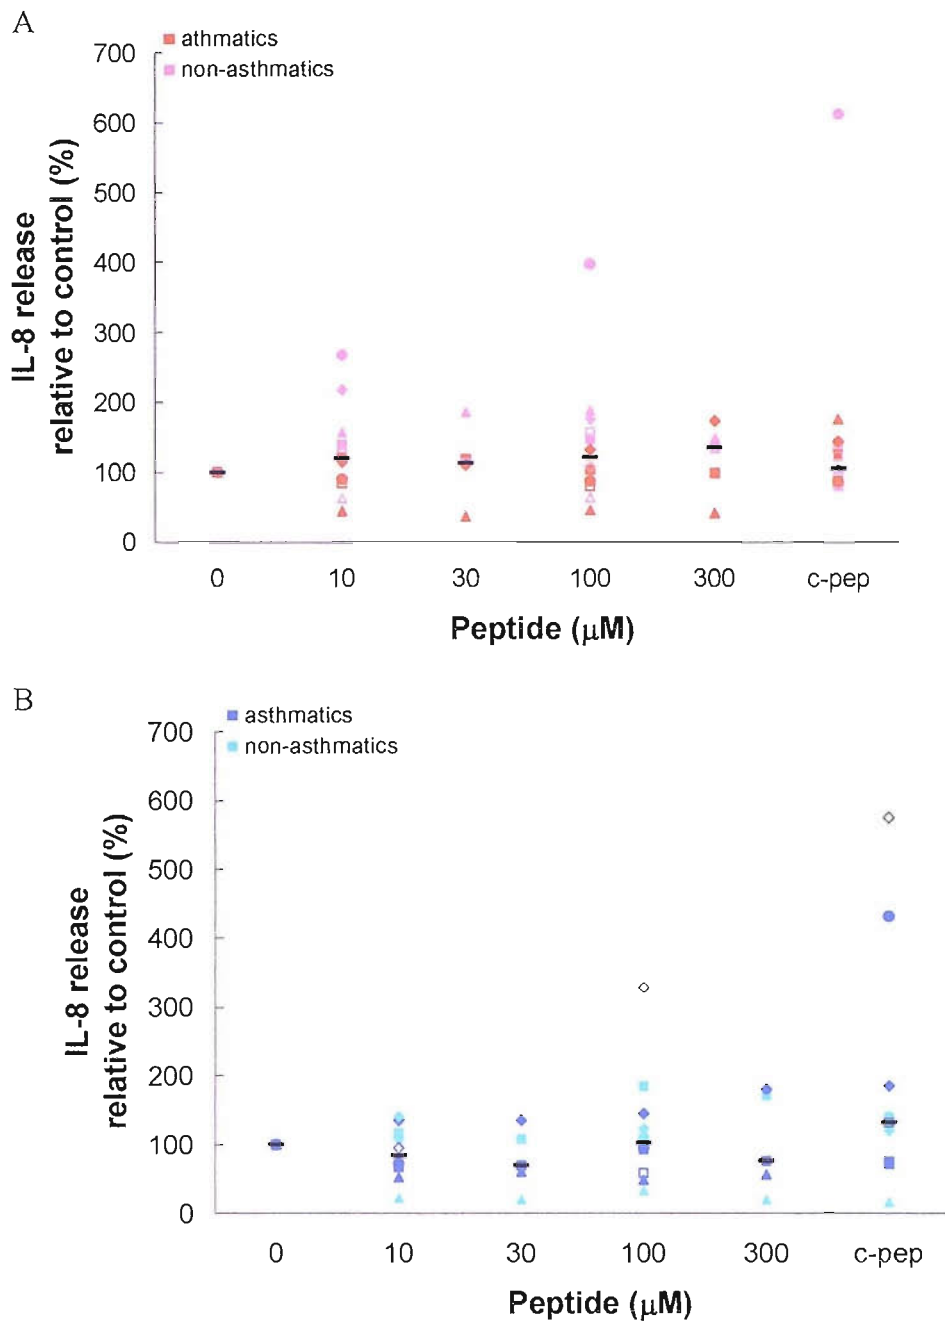 A
athmatics
non-asthmatics
700
600
500
400
300
200
100
0
IL-8 release
relative to control (%)
0 10 30 100 300 c-pep
Peptide (μM)
B
asthmatics
non-asthmatics
700
600
500
400
300
200
100
0
IL-8 release
relative to control (%)
0 10 30 100 300 c-pep
Peptide (μM)